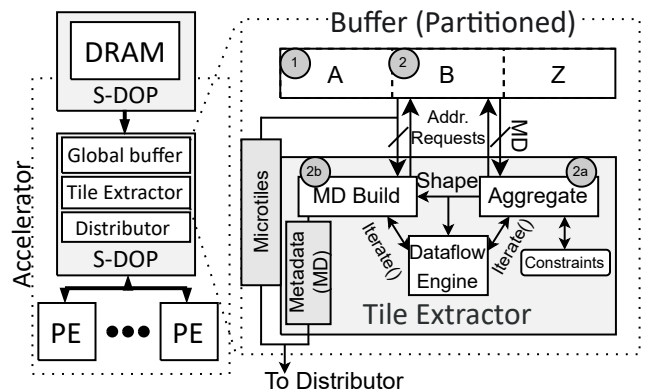 DRAM
S-DOP
Accelerator
Global buffer
Tile Extractor
Distributor
S-DOP
PE
PE
Buffer (Partitioned)
1
A
2
B
Z
Addr.
Requests
MD
Microtiles
2b
MD Build
Shape
2a
Aggregate
Metadata
(MD)
Iterate()
Dataflow
Engine
Iterate()
Constraints
Tile Extractor
To Distributor